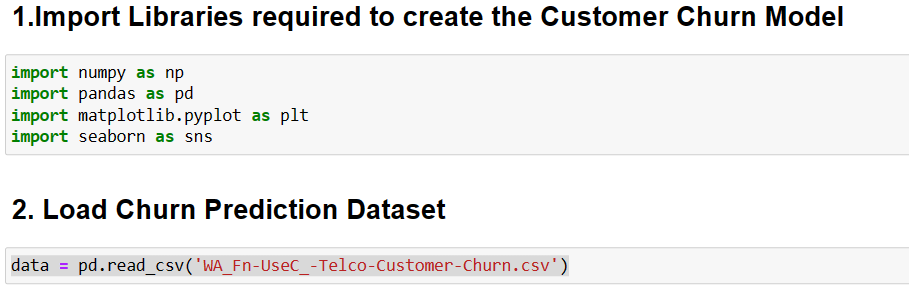 1.Import Libraries required to create the Customer Churn Model
import numpy as np
import pandas as pd
import matplotlib.pyplot as plt
import seaborn as sns
2. Load Churn Prediction Dataset
data = pd.read_csv('WA_Fn-UseC_-Telco-Customer-Churn.csv')